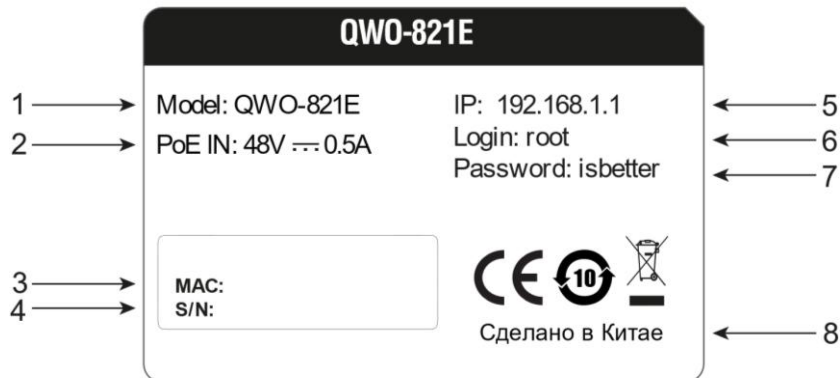 QWO-821E
1 Model: QWO-821E
2 PoE IN: 48V ⎓ 0.5A
IP: 192.168.1.1 5
Login: root 6
Password: isbetter 7
3 MAC:
4 S/N:
CE 10
Сделано в Китае 8